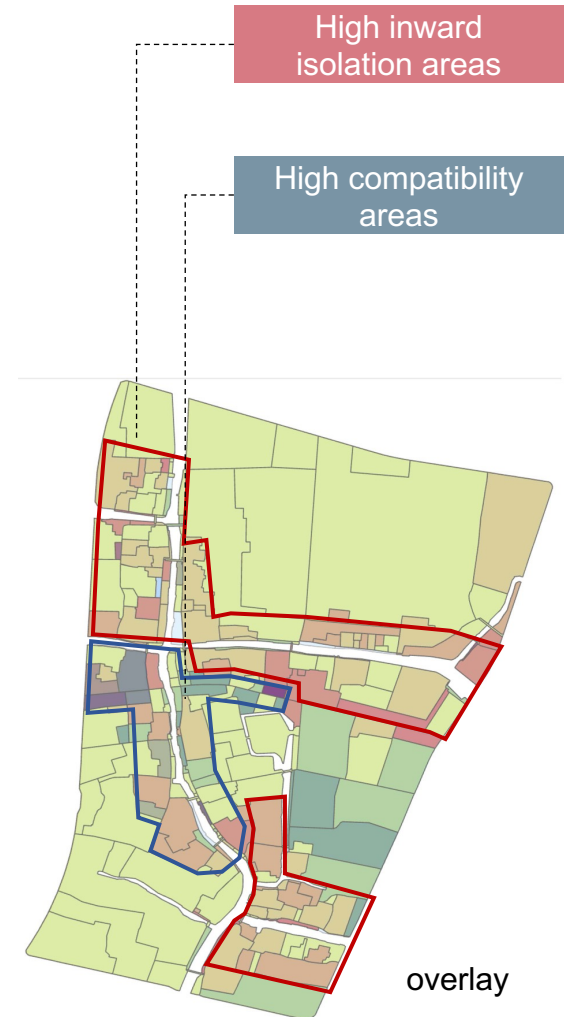 High inward
isolation areas
High compatibility
areas
overlay